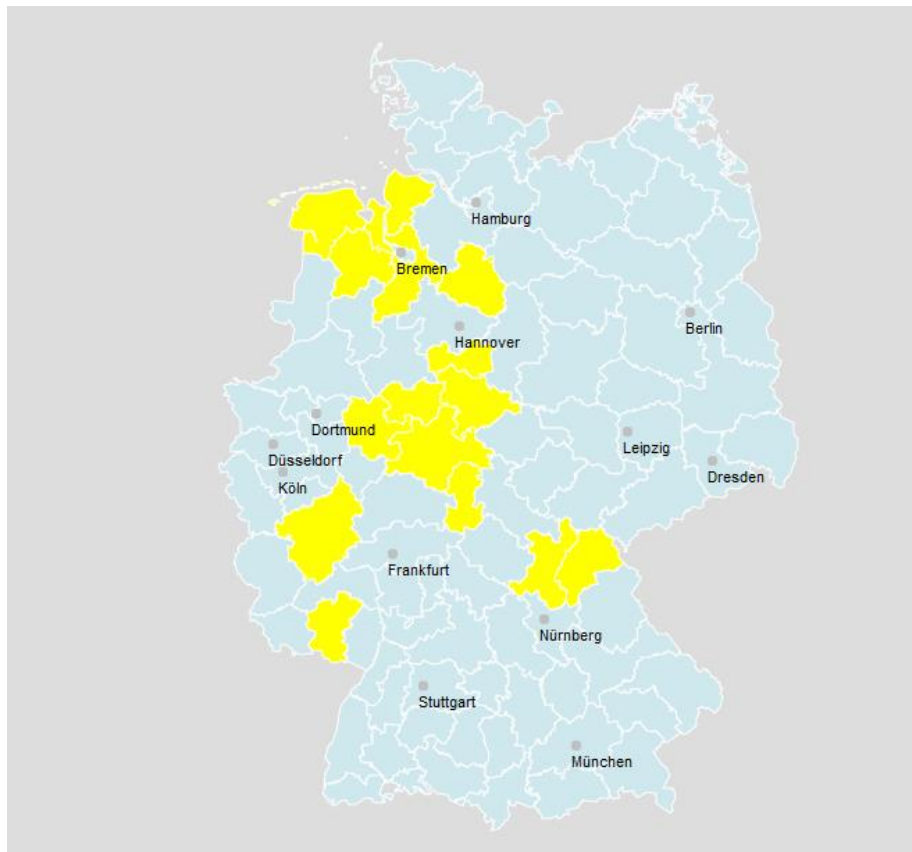 Hamburg
Bremen
Berlin
Hannover
Dortmund
Leipzig
Düsseldorf
Dresden
Köln
Frankfurt
Nürnberg
Stuttgart
München